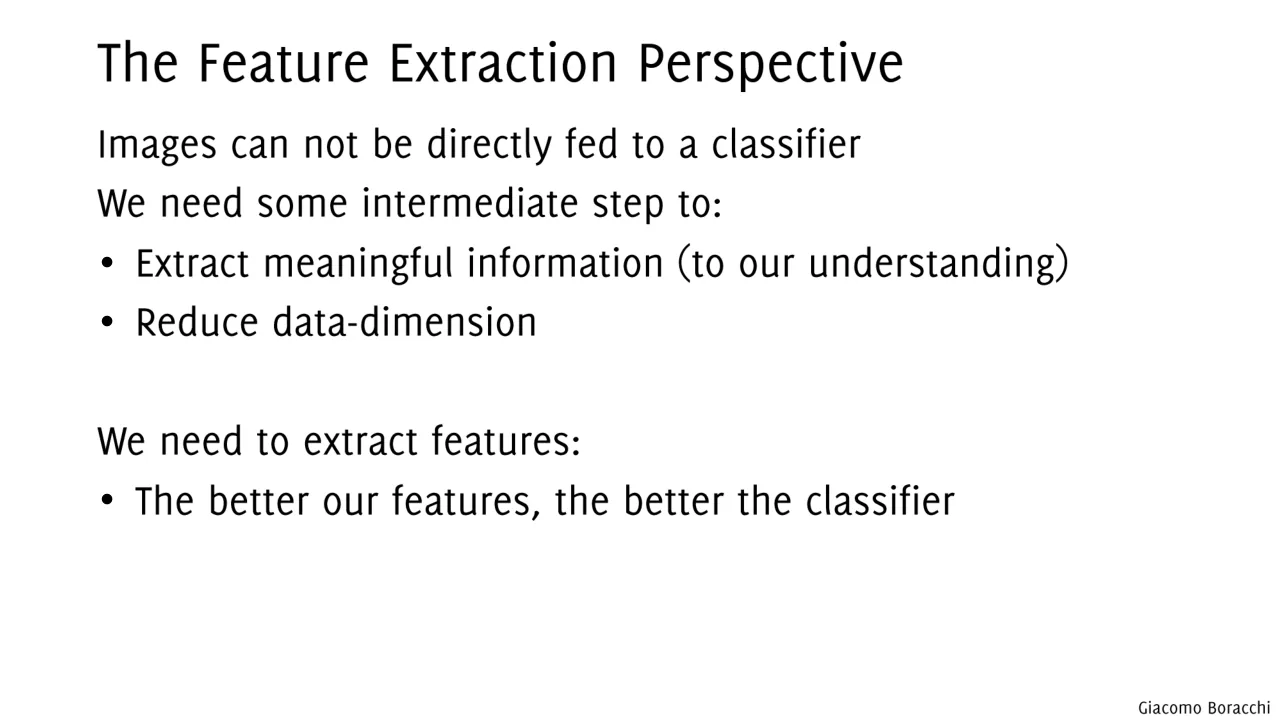 The Feature Extraction Perspective
Images can not be directly fed to a classifier
We need some intermediate step to:
• Extract meaningful information (to our understanding)
• Reduce data-dimension
We need to extract features:
• The better our features, the better the classifier
Giacomo Boracchi